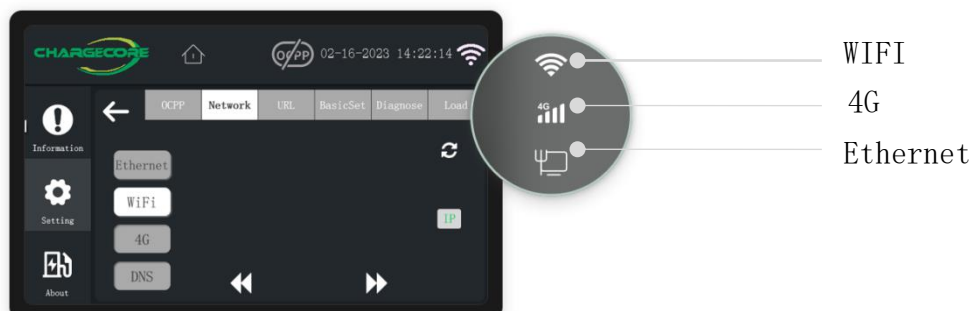 CHARGECORE
OCPP 02-16-2023 14:22:14
OCPP Network URL BasicSet Diagnose Load
Information
Setting
About
Ethernet
WiFi
4G
DNS
IP
4G
WIFI
4G
Ethernet